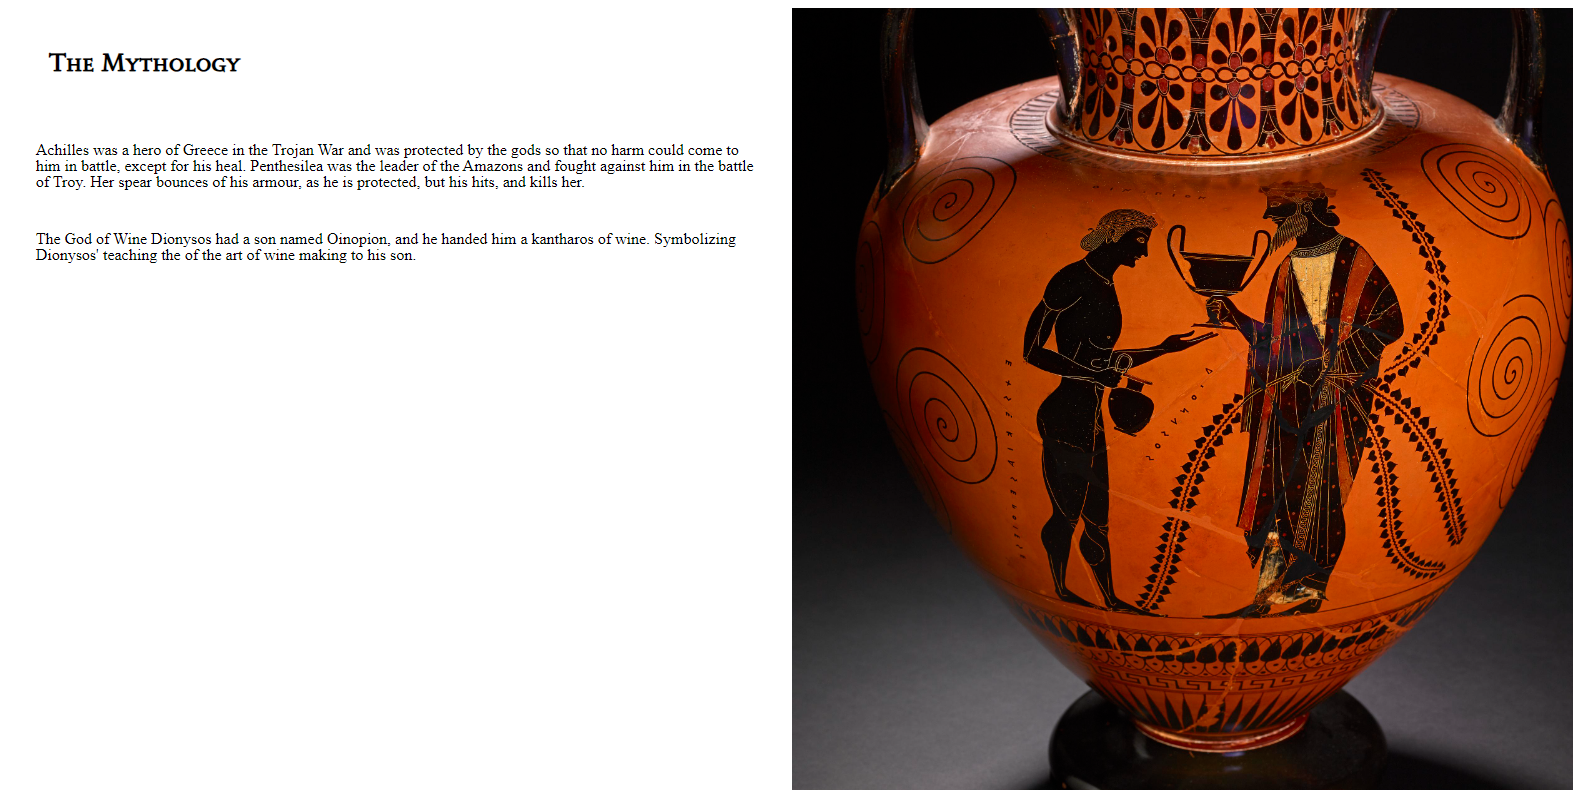 The Mythology
Achilles was a hero of Greece in the Trojan War and was protected by the gods so that no harm could come to
him in battle, except for his heal. Penthesilea was the leader of the Amazons and fought against him in the battle
of Troy. Her spear bounces of his armour, as he is protected, but his hits, and kills her.
The God of Wine Dionysos had a son named Oinopion, and he handed him a kantharos of wine. Symbolizing
Dionysos' teaching the of the art of wine making to his son.